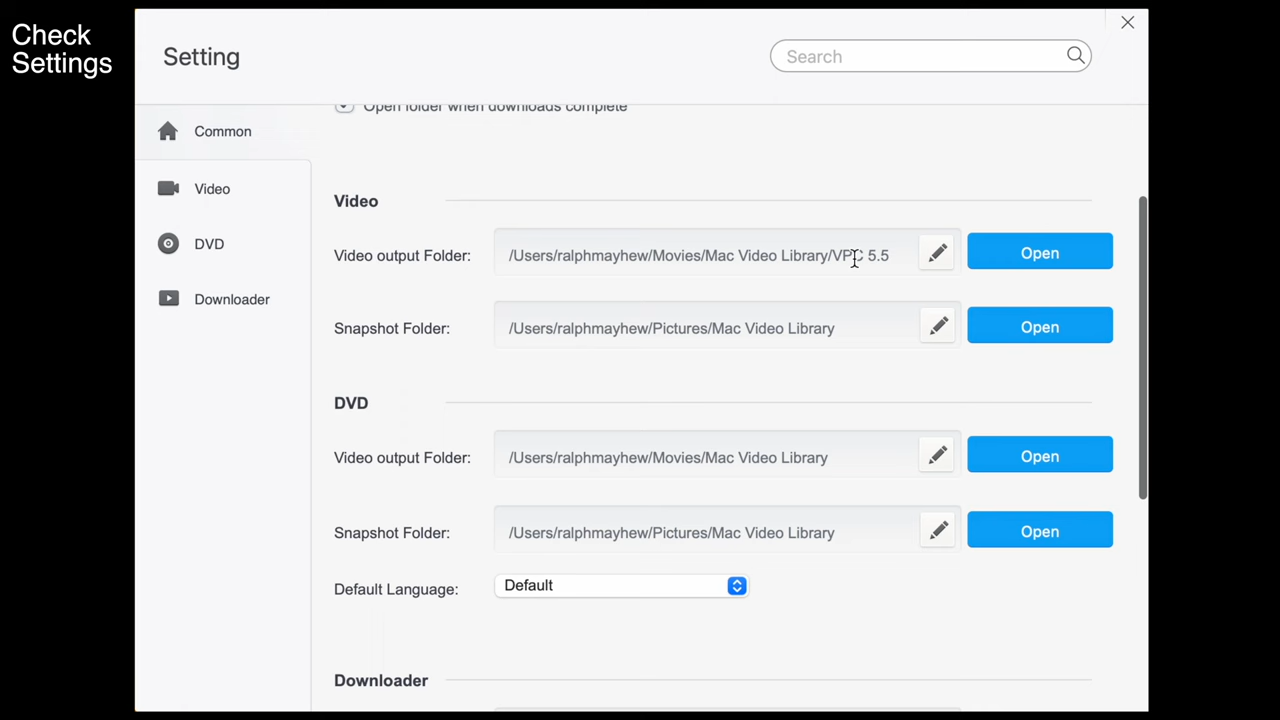 Check
Settings
Setting
Search
Open folder when downloads complete
Common
Video
DVD
Downloader
Video
Video output Folder: /Users/ralphmayhew/Movies/Mac Video Library/VPC 5.5 Open
Snapshot Folder: /Users/ralphmayhew/Pictures/Mac Video Library Open
DVD
Video output Folder: /Users/ralphmayhew/Movies/Mac Video Library Open
Snapshot Folder: /Users/ralphmayhew/Pictures/Mac Video Library Open
Default Language: Default
Downloader